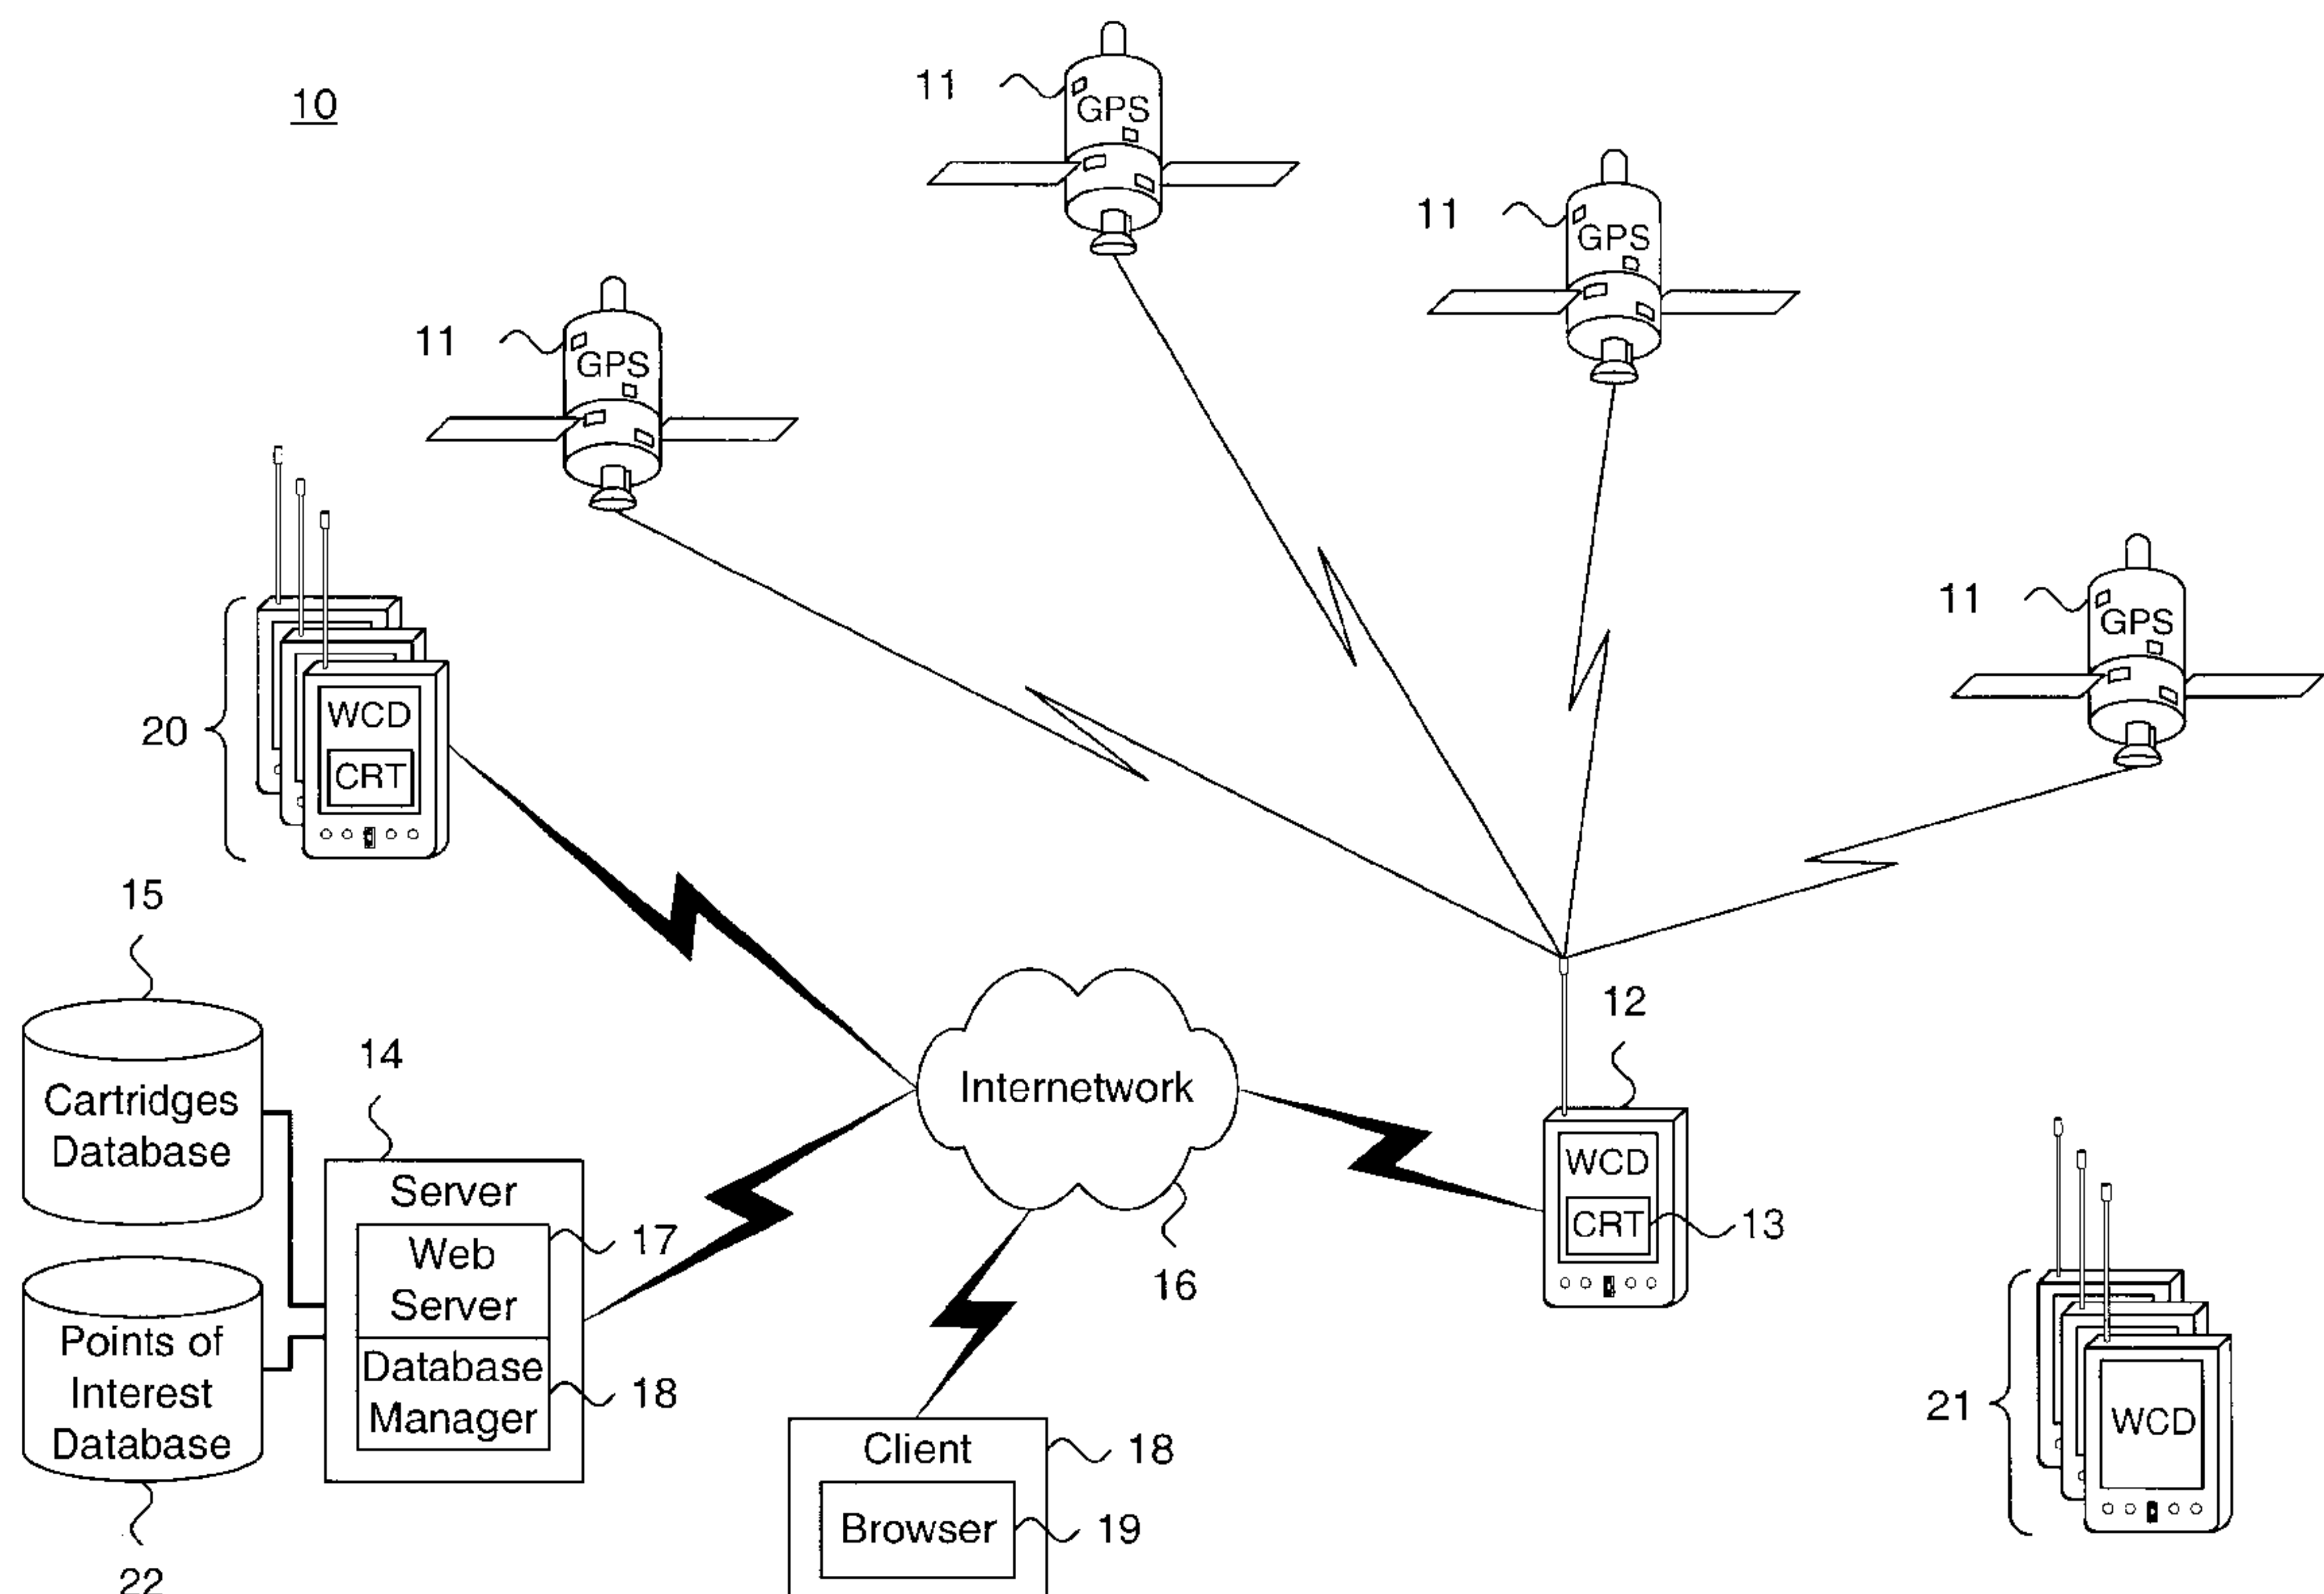 10
11
GPS
11
GPS
11
GPS
11
GPS
20
WCD
CRT
15
Cartridges
Database
14
Server
17
Web
Server
Database
Manager
18
Points of
Interest
Database
22
Internetwork
16
12
WCD
CRT
13
Client
18
Browser
19
21
WCD